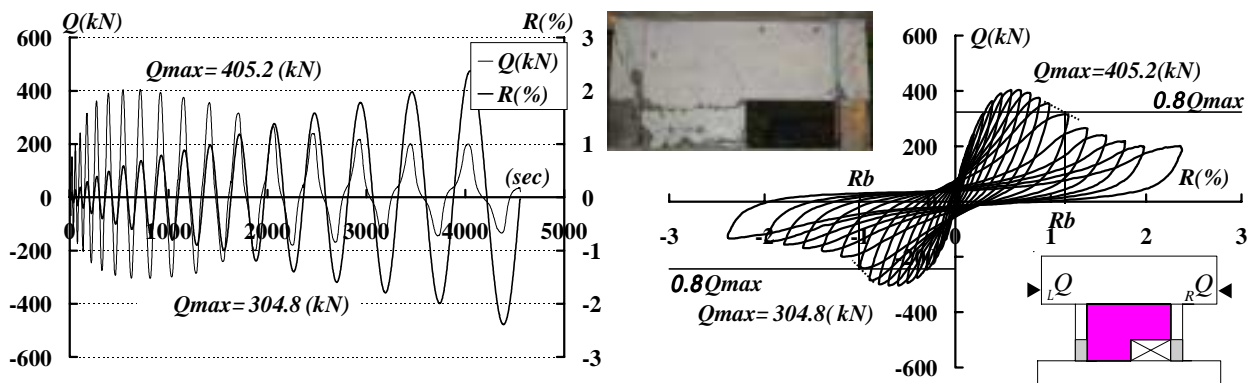 Q(kN)
R(%)
600
400
200
0
-200
-400
-600
3
2
1
0
-1
-2
-3
Q(kN)
R(%)
Qmax= 405.2 (kN)
(sec)
0 1000 2000 3000 4000 5000
Qmax= 304.8 (kN)
Q(kN)
600
400
200
0
-200
-400
-600
Qmax=405.2(kN)
0.8Qmax
Rb
R(%)
Rb
-3 -2 -1 0 1 2 3
0.8Qmax
Qmax= 304.8( kN)
LQ
RQ